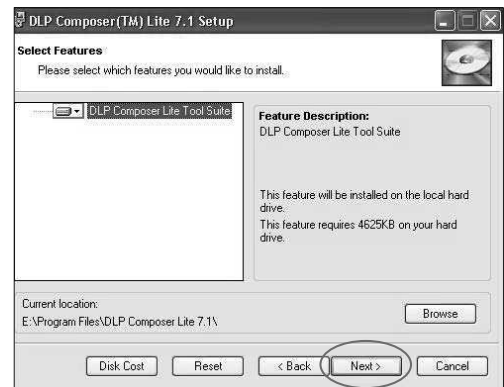 DLP Composer(TM) Lite 7.1 Setup
Select Features
Please select which features you would like to install.
DLP Composer Lite Tool Suite
Feature Description:
DLP Composer Lite Tool Suite
This feature will be installed on the local hard
drive.
This feature requires 4625KB on your hard
drive.
Current location:
E:\Program Files\DLP Composer Lite 7.1\
Browse
Disk Cost
Reset
< Back
Next >
Cancel